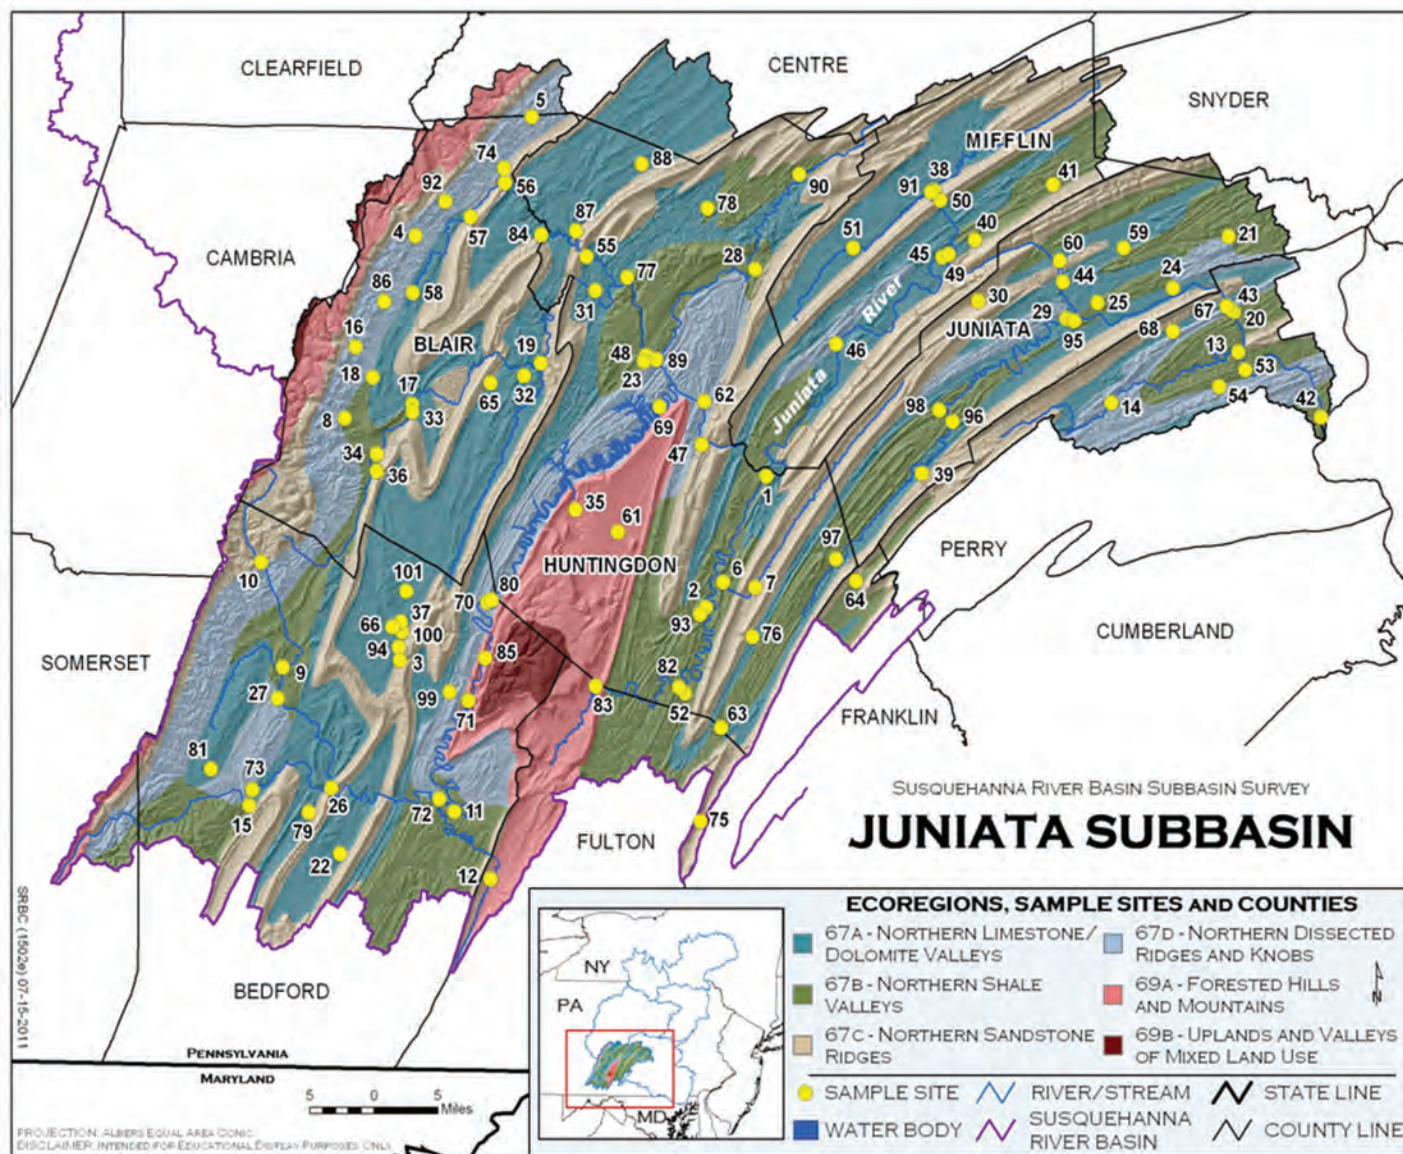 CLEARFIELD
CENTRE
SNYDER
5
MIFFLIN
74
88
38
41
92
56
90
91
78
50
4
57
84
87
51
40
60
59
21
CAMBRIA
55
28
45
49
44
24
86
58
77
River
30
25
67
43
31
JUNIATA
29
20
16
BLAIR
19
48
89
46
95
68
13
18
17
23
53
65
32
62
Juniata
98
54
42
8
33
69
96
14
34
47
36
39
1
35
61
PERRY
HUNTINGDON
97
10
101
80
6
7
64
70
2
66
37
100
93
76
CUMBERLAND
SOMERSET
94
85
9
3
82
27
99
83
52
63
71
FRANKLIN
81
73
SUSQUEHANNA RIVER BASIN SUBBASIN SURVEY
15
26
72
11
75
JUNIATA SUBBASIN
79
FULTON
22
12
BEDFORD
SRBC (1502e) 07-15-2011
PENNSYLVANIA
MARYLAND
5 0 5
Miles
PROJECTION: ALBERS EQUAL AREA CONIC.
DISCLAIMER: INTENDED FOR EDUCATIONAL DISPLAY PURPOSES ONLY.
NY
PA
MD
ECOREGIONS, SAMPLE SITES AND COUNTIES
67A - NORTHERN LIMESTONE/
DOLOMITE VALLEYS
67B - NORTHERN SHALE
VALLEYS
67C - NORTHERN SANDSTONE
RIDGES
67D - NORTHERN DISSECTED
RIDGES AND KNOBS
69A - FORESTED HILLS
AND MOUNTAINS
69B - UPLANDS AND VALLEYS
OF MIXED LAND USE
N
SAMPLE SITE
RIVER/STREAM
STATE LINE
WATER BODY
SUSQUEHANNA
RIVER BASIN
COUNTY LINE